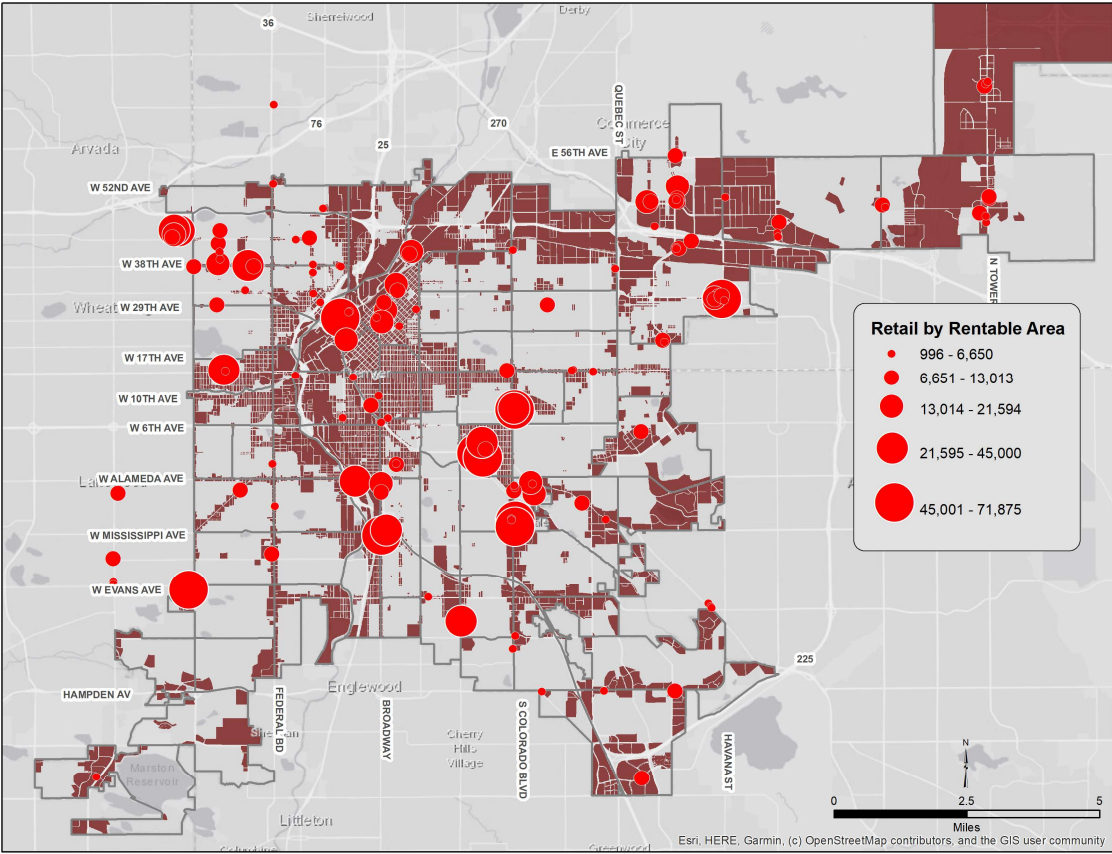 36
Sherrelwood
Derby
76
270
25
QUEBEC ST
Commerce
City
Arvada
E 56TH AVE
W 52ND AVE
W 38TH AVE
W 29TH AVE
Wheat
N TOWER
Retail by Rentable Area
996 - 6,650
6,651 - 13,013
13,014 - 21,594
21,595 - 45,000
45,001 - 71,875
W 17TH AVE
W 10TH AVE
W 6TH AVE
W ALAMEDA AVE
W MISSISSIPPI AVE
W EVANS AVE
225
HAMPDEN AV
Englewood
FEDERAL BD
BROADWAY
S COLORADO BLVD
HAVANA ST
Cherry
Hills
Village
Marston
Reservoir
Littleton
N
0 2.5 5
Miles
Esri, HERE, Garmin, (c) OpenStreetMap contributors, and the GIS user community